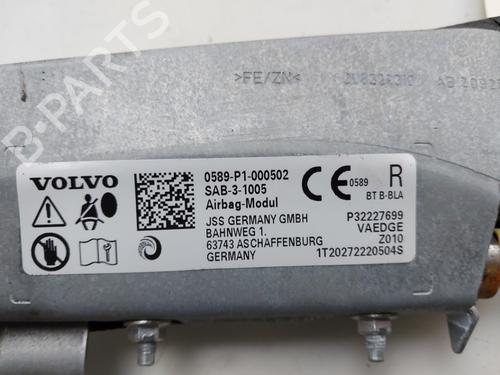 >FE/ZN<
VOLVO
0589-P1-000502
SAB-3-1005
Airbag-Modul
JSS GERMANY GMBH
BAHNWEG 1.
63743 ASCHAFFENBURG
GERMANY
CE 0589
R
BT B-BLA
P32227699
VAEDGE
Z010
1T20272220504S
B-PARTS